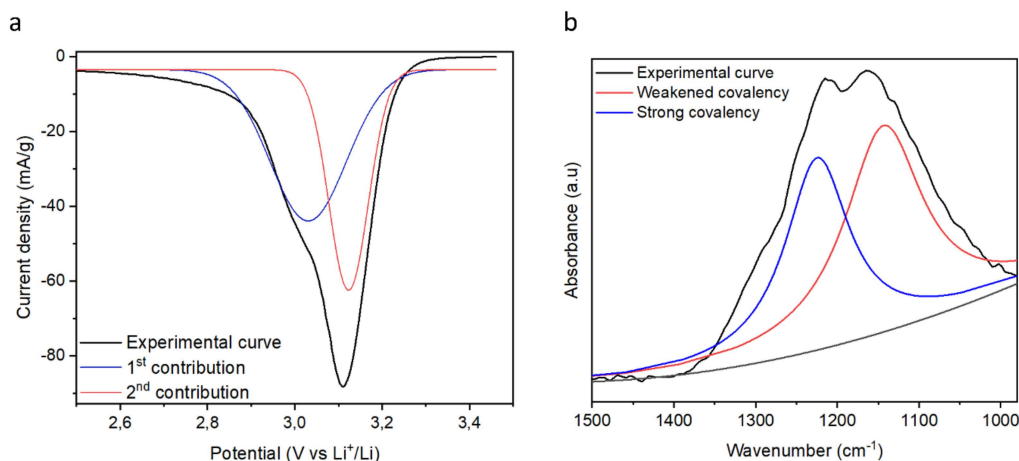 a
0
-20
-40
-60
-80
Current density (mA/g)
Experimental curve
1st contribution
2nd contribution
2,6
2,8
3,0
3,2
3,4
Potential (V vs Li+/Li)
b
Experimental curve
Weakened covalency
Strong covalency
Absorbance (a.u)
1500
1400
1300
1200
1100
1000
Wavenumber (cm-1)